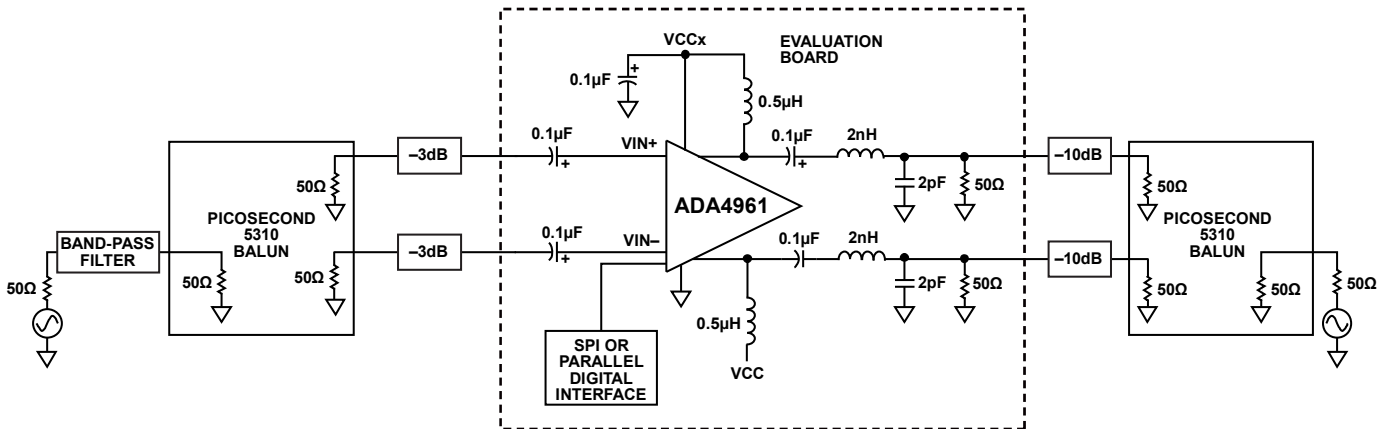 EVALUATION
BOARD
VCCx
0.1µF
+
0.5µH
0.1µF
+
VIN+
0.1µF
+
2nH
–3dB
–10dB
50Ω
2pF
50Ω
50Ω
ADA4961
PICOSECOND
5310
BALUN
PICOSECOND
5310
BALUN
BAND-PASS
FILTER
–3dB
0.1µF
+
VIN–
0.1µF
+
2nH
–10dB
50Ω
50Ω
50Ω
2pF
50Ω
50Ω
50Ω
50Ω
0.5µH
VCC
SPI OR
PARALLEL
DIGITAL
INTERFACE